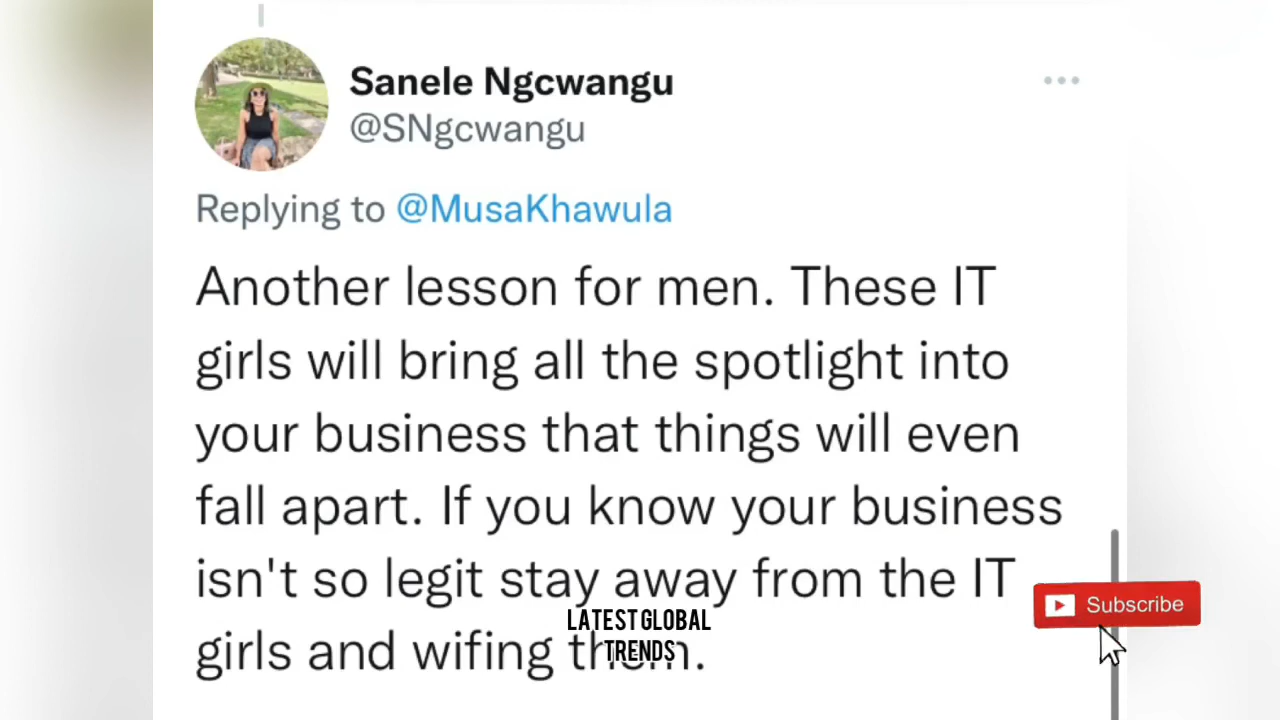 Sanele Ngcwangu
@SNgcwangu
Replying to @MusaKhawula
Another lesson for men. These IT
girls will bring all the spotlight into
your business that things will even
fall apart. If you know your business
isn't so legit stay away from the IT
girls and wifing them.
LATEST GLOBAL
TRENDS
Subscribe